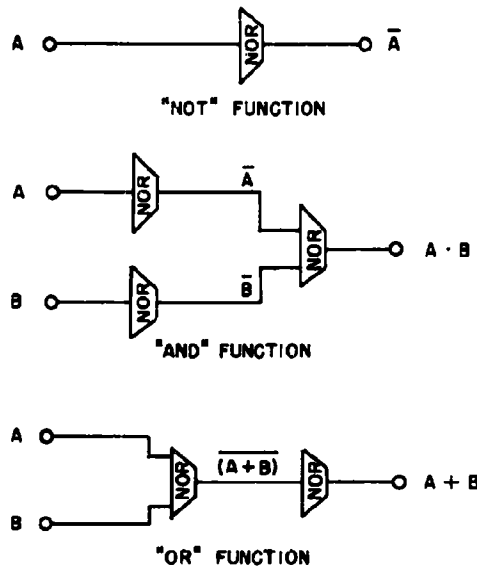 A NOR A̅
"NOT" FUNCTION
A NOR A̅
NOR A · B
B NOR B̅
"AND" FUNCTION
A
NOR (A+B)̅ NOR A + B
B
"OR" FUNCTION